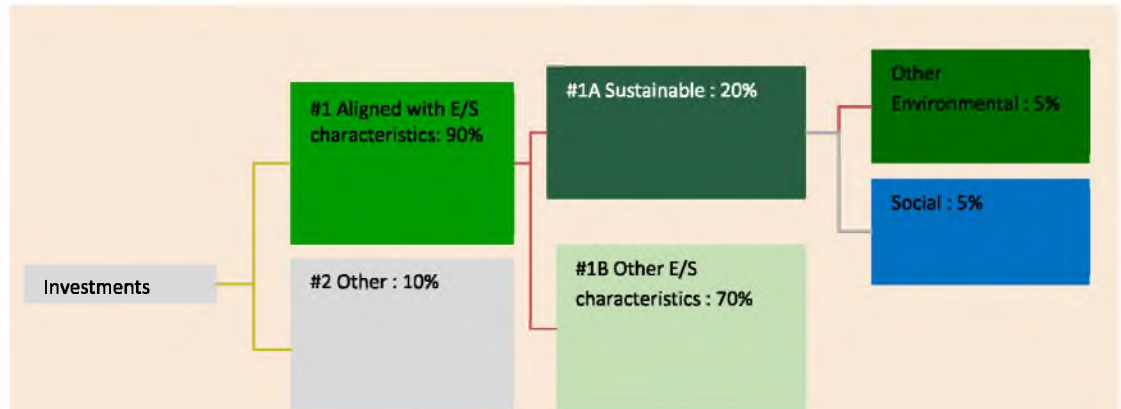 Investments
#1 Aligned with E/S
characteristics: 90%
#2 Other : 10%
#1A Sustainable : 20%
#1B Other E/S
characteristics : 70%
Other
Environmental : 5%
Social : 5%